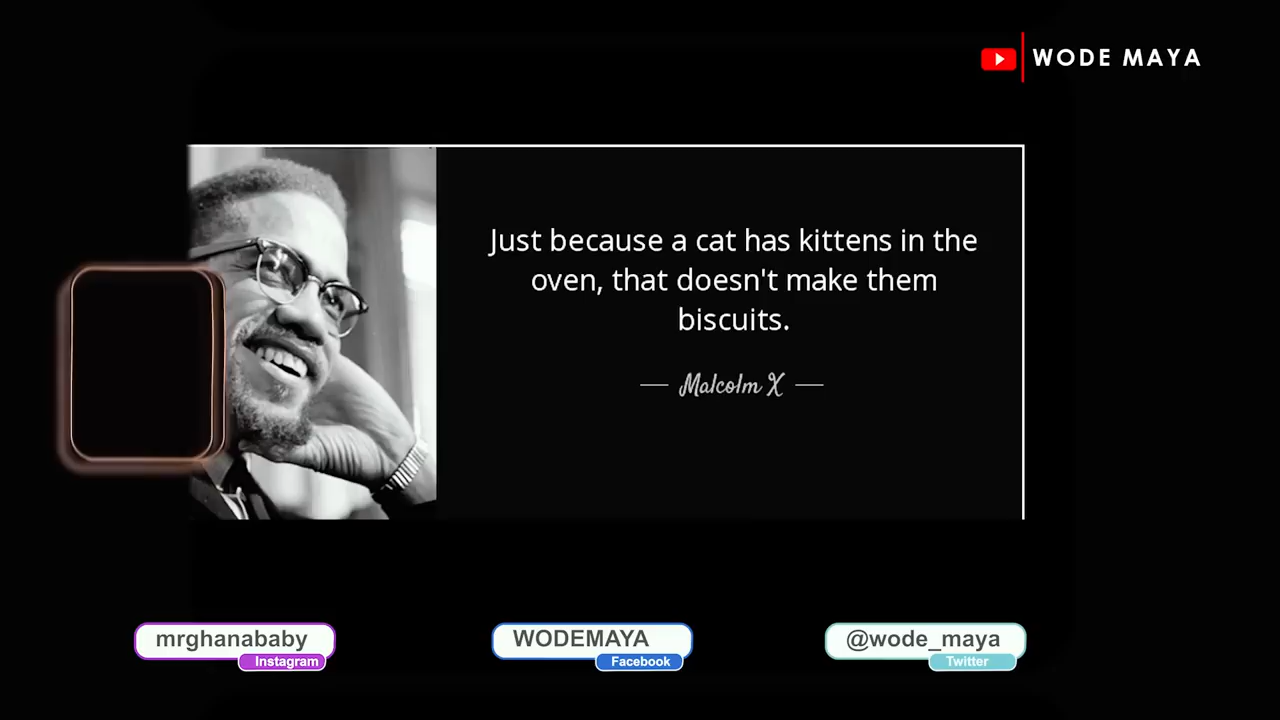 WODE MAYA
Just because a cat has kittens in the
oven, that doesn't make them
biscuits.
Malcolm X
mrghanababy
Instagram
WODEMAYA
Facebook
@wode_maya
Twitter